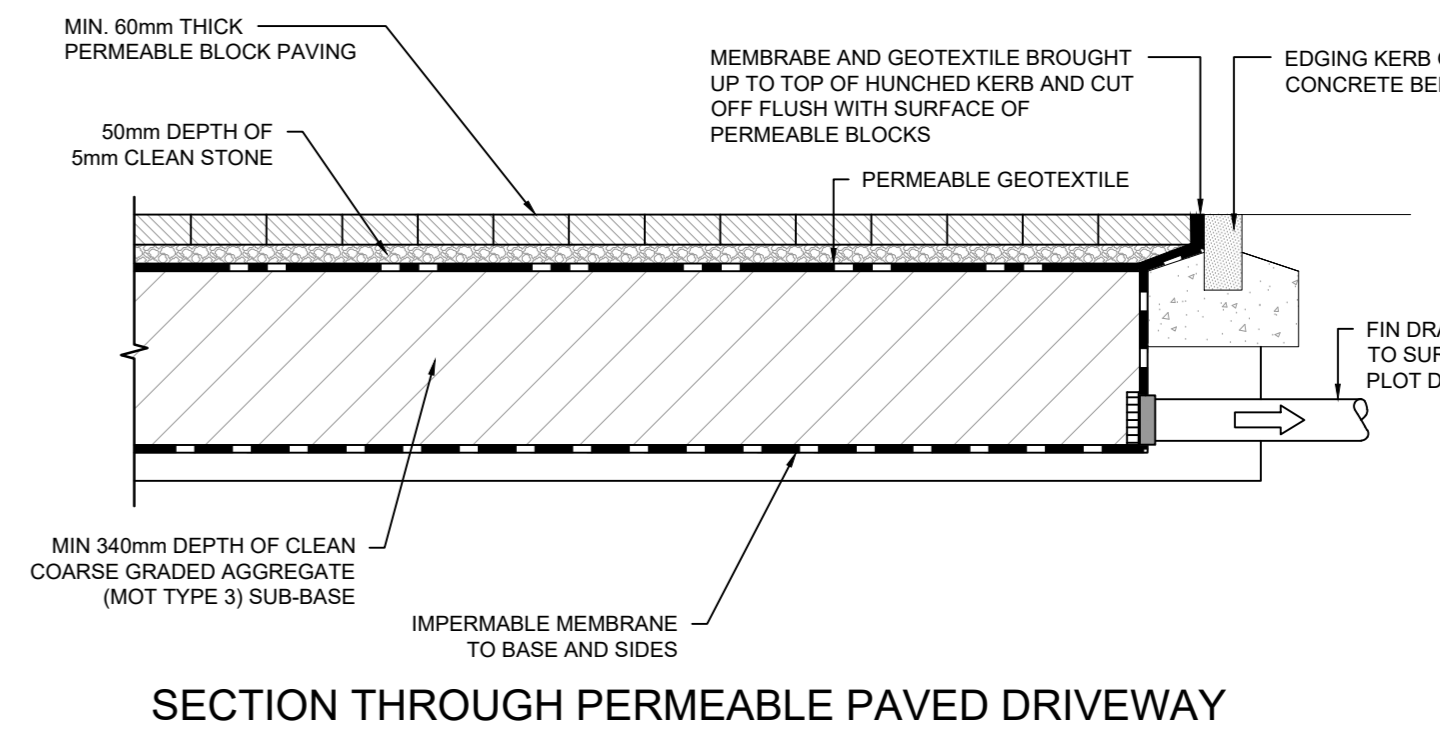 MIN. 60mm THICK
PERMEABLE BLOCK PAVING
50mm DEPTH OF
5mm CLEAN STONE
MEMBRABE AND GEOTEXTILE BROUGHT
UP TO TOP OF HUNCHED KERB AND CUT
OFF FLUSH WITH SURFACE OF
PERMEABLE BLOCKS
EDGING KERB
CONCRETE
PERMEABLE GEOTEXTILE
FIN
TO
PLOT
MIN 340mm DEPTH OF CLEAN
COARSE GRADED AGGREGATE
(MOT TYPE 3) SUB-BASE
IMPERMABLE MEMBRANE
TO BASE AND SIDES
SECTION THROUGH PERMEABLE PAVED DRIVEWAY